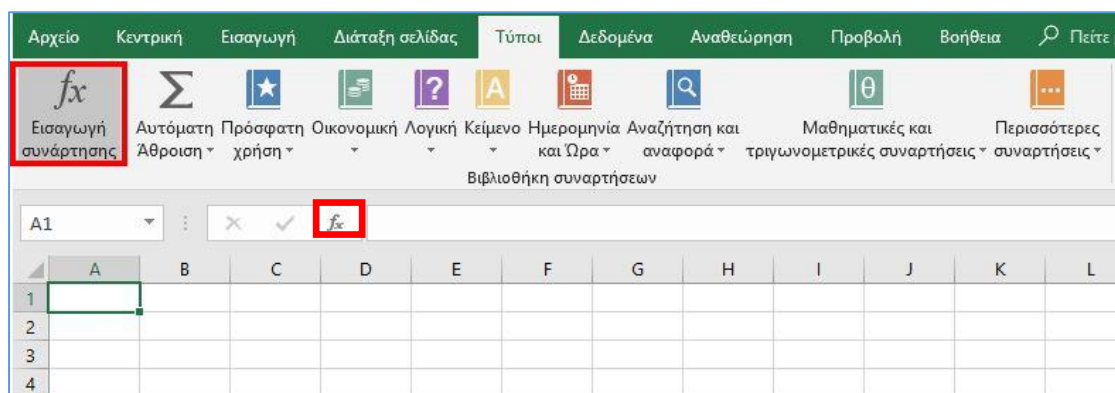 Αρχείο Κεντρική Εισαγωγή Διάταξη σελίδας Τύποι Δεδομένα Αναθεώρηση Προβολή Βοήθεια Πείτε
fx Σ ? A θ
Εισαγωγή Αυτόματη Πρόσφατη Οικονομική Λογική Κείμενο Ημερομηνία Αναζήτηση και Μαθηματικές και Περισσότερες
συνάρτησης Άθροιση χρήση και Ώρα αναφορά τριγωνομετρικές συναρτήσεις συναρτήσεις
Βιβλιοθήκη συναρτήσεων
A1 fx
A B C D E F G H I J K L
1
2
3
4